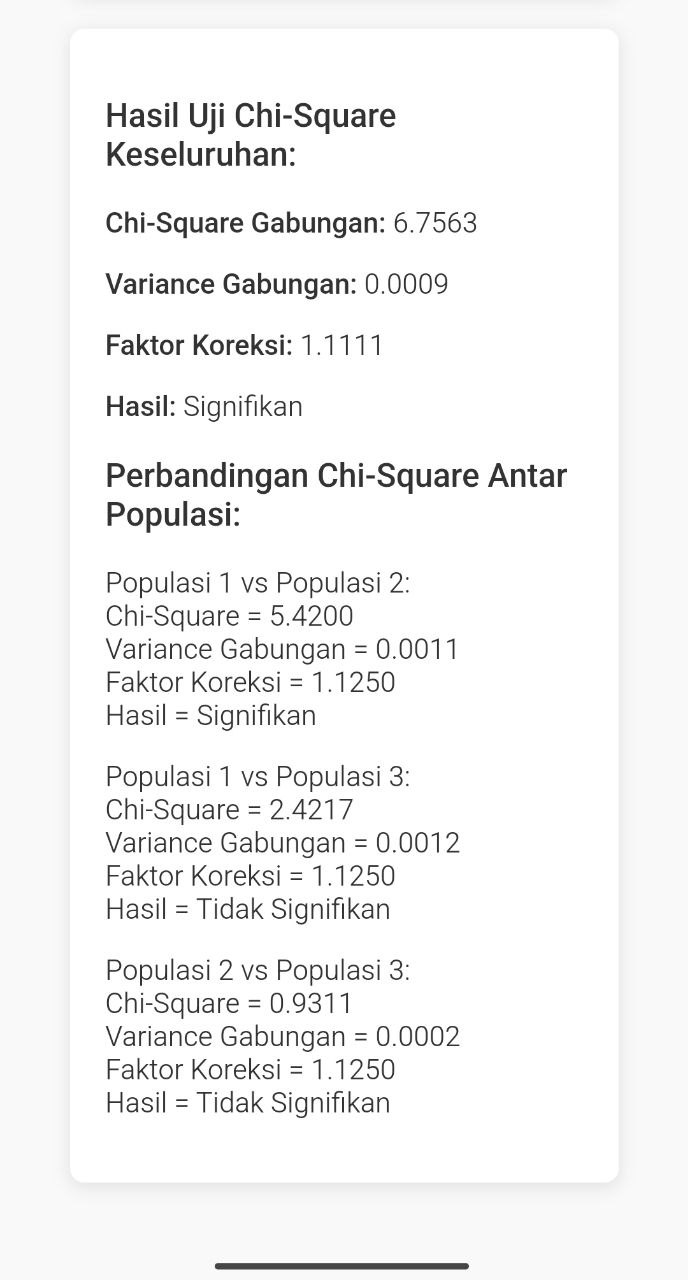 Hasil Uji Chi-Square
Keseluruhan:
Chi-Square Gabungan: 6.7563
Variance Gabungan: 0.0009
Faktor Koreksi: 1.1111
Hasil: Signifikan
Perbandingan Chi-Square Antar
Populasi:
Populasi 1 vs Populasi 2:
Chi-Square = 5.4200
Variance Gabungan = 0.0011
Faktor Koreksi = 1.1250
Hasil = Signifikan
Populasi 1 vs Populasi 3:
Chi-Square = 2.4217
Variance Gabungan = 0.0012
Faktor Koreksi = 1.1250
Hasil = Tidak Signifikan
Populasi 2 vs Populasi 3:
Chi-Square = 0.9311
Variance Gabungan = 0.0002
Faktor Koreksi = 1.1250
Hasil = Tidak Signifikan